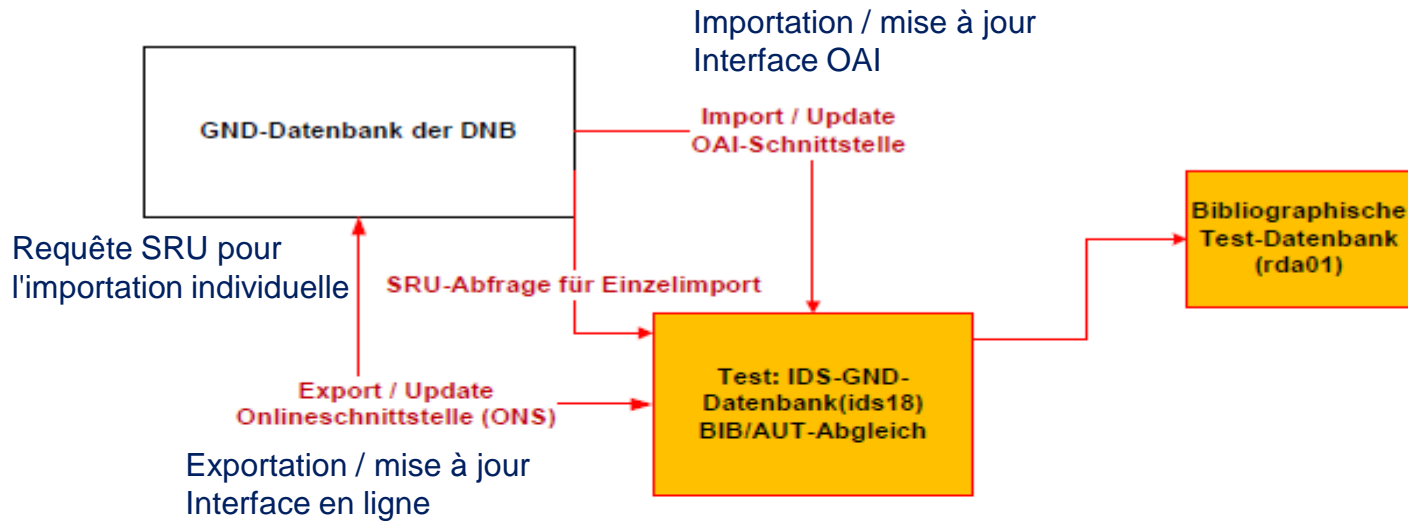 Importation / mise à jour
Interface OAI
GND-Datenbank der DNB
Import / Update
OAI-Schnittstelle
Bibliographische
Test-Datenbank
(rda01)
Requête SRU pour
l'importation individuelle
SRU-Abfrage für Einzelimport
Test: IDS-GND-
Datenbank(ids18)
BIB/AUT-Abgleich
Export / Update
Onlineschnittstelle (ONS)
Exportation / mise à jour
Interface en ligne